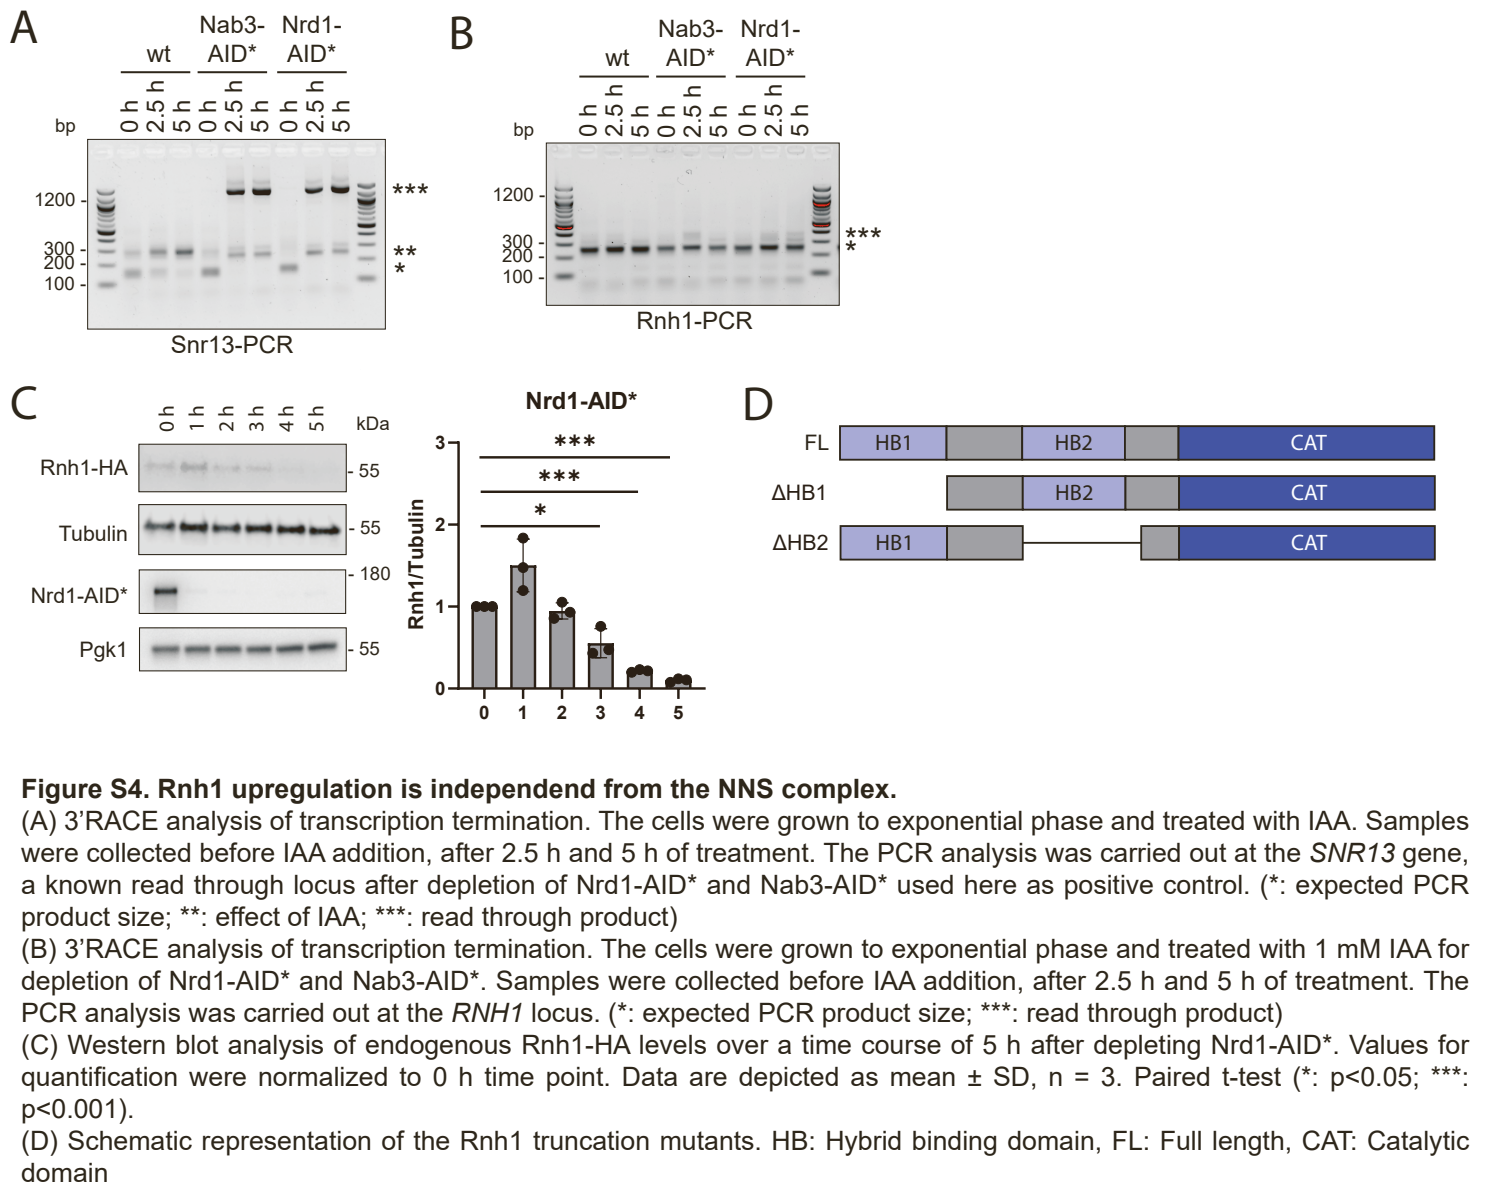 A
Nab3-
AID*
Nrd1-
AID*
wt
0 h
2.5 h
5 h
0 h
2.5 h
5 h
0 h
2.5 h
5 h
bp
1200 -
300 -
200 -
100 -
***
**
*
Snr13-PCR
B
Nab3-
AID*
Nrd1-
AID*
wt
0 h
2.5 h
5 h
0 h
2.5 h
5 h
0 h
2.5 h
5 h
bp
1200 -
300 -
200 -
100 -
***
*
Rnh1-PCR
C
0 h
1 h
2 h
3 h
4 h
5 h
kDa
Rnh1-HA
- 55
Tubulin
- 55
- 180
Nrd1-AID*
Pgk1
- 55
Nrd1-AID*
***
***
*
Rnh1/Tubulin
3
2
1
0
0 1 2 3 4 5
D
FL HB1 HB2 CAT
ΔHB1 HB2 CAT
ΔHB2 HB1 CAT
Figure S4. Rnh1 upregulation is independend from the NNS complex.
(A) 3’RACE analysis of transcription termination. The cells were grown to exponential phase and treated with IAA. Samples
were collected before IAA addition, after 2.5 h and 5 h of treatment. The PCR analysis was carried out at the SNR13 gene,
a known read through locus after depletion of Nrd1-AID* and Nab3-AID* used here as positive control. (*: expected PCR
product size; **: effect of IAA; ***: read through product)
(B) 3’RACE analysis of transcription termination. The cells were grown to exponential phase and treated with 1 mM IAA for
depletion of Nrd1-AID* and Nab3-AID*. Samples were collected before IAA addition, after 2.5 h and 5 h of treatment. The
PCR analysis was carried out at the RNH1 locus. (*: expected PCR product size; ***: read through product)
(C) Western blot analysis of endogenous Rnh1-HA levels over a time course of 5 h after depleting Nrd1-AID*. Values for
quantification were normalized to 0 h time point. Data are depicted as mean ± SD, n = 3. Paired t-test (*: p<0.05; ***:
p<0.001).
(D) Schematic representation of the Rnh1 truncation mutants. HB: Hybrid binding domain, FL: Full length, CAT: Catalytic
domain